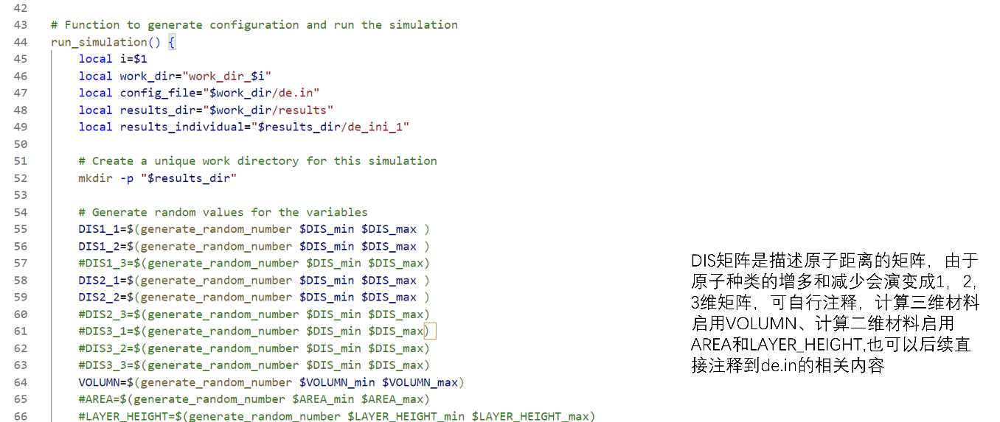 42
43 # Function to generate configuration and run the simulation
44 run_simulation() {
45 local i=$1
46 local work_dir="work_dir_$i"
47 local config_file="$work_dir/de.in"
48 local results_dir="$work_dir/results"
49 local results_individual="$results_dir/de_ini_1"
50
51 # Create a unique work directory for this simulation
52 mkdir -p "$results_dir"
53
54 # Generate random values for the variables
55 DIS1_1=$(generate_random_number $DIS_min $DIS_max )
56 DIS1_2=$(generate_random_number $DIS_min $DIS_max )
57 #DIS1_3=$(generate_random_number $DIS_min $DIS_max)
58 DIS2_1=$(generate_random_number $DIS_min $DIS_max )
59 DIS2_2=$(generate_random_number $DIS_min $DIS_max )
60 #DIS2_3=$(generate_random_number $DIS_min $DIS_max)
61 #DIS3_1=$(generate_random_number $DIS_min $DIS_max)
62 #DIS3_2=$(generate_random_number $DIS_min $DIS_max)
63 #DIS3_3=$(generate_random_number $DIS_min $DIS_max)
64 VOLUMN=$(generate_random_number $VOLUMN_min $VOLUMN_max)
65 #AREA=$(generate_random_number $AREA_min $AREA_max)
66 #LAYER_HEIGHT=$(generate_random_number $LAYER_HEIGHT_min $LAYER_HEIGHT_max)
DIS矩阵是描述原子距离的矩阵，由于
原子种类的增多和减少会演变成1，2，
3维矩阵，可自行注释，计算三维材料
启用VOLUMN、计算二维材料启用
AREA和LAYER_HEIGHT,也可以后续直
接注释到de.in的相关内容